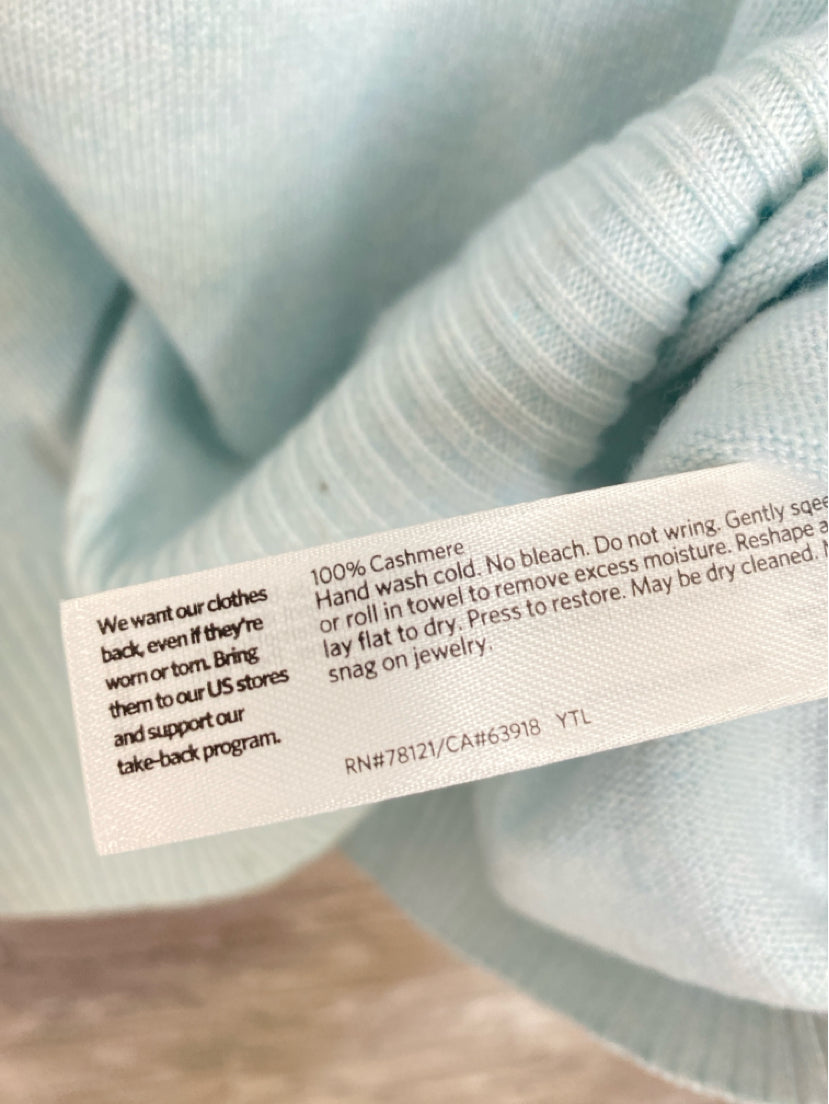 We want our clothes
back, even if they're
worn or torn. Bring
them to our US stores
and support our
take-back program.
100% Cashmere
Hand wash cold. No bleach. Do not wring. Gently sqee
or roll in towel to remove excess moisture. Reshape a
lay flat to dry. Press to restore. May be dry cleaned.
snag on jewelry.
RN#78121/CA#63918 YTL